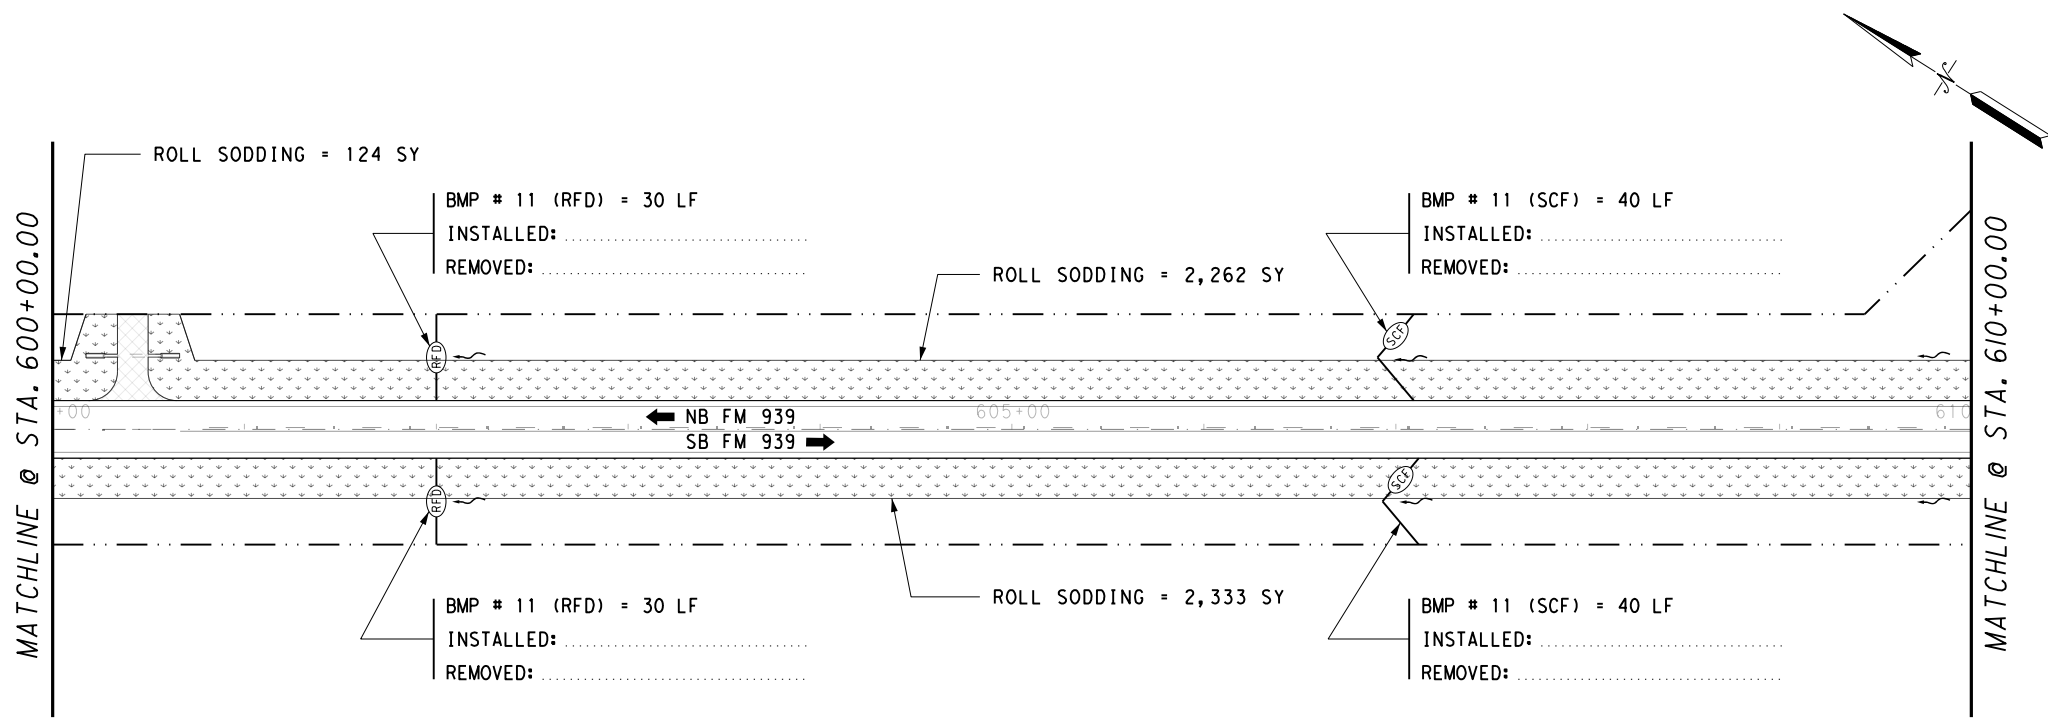 N
ROLL SODDING = 124 SY
BMP # 11 (RFD) = 30 LF
INSTALLED:
REMOVED:
BMP # 11 (SCF) = 40 LF
INSTALLED:
REMOVED:
ROLL SODDING = 2,262 SY
MATCHLINE @ STA. 600+00.00
MATCHLINE @ STA. 610+00.00
RFD
SCF
+00
605+00
610
NB FM 939
SB FM 939
RFD
SCF
ROLL SODDING = 2,333 SY
BMP # 11 (RFD) = 30 LF
INSTALLED:
REMOVED:
BMP # 11 (SCF) = 40 LF
INSTALLED:
REMOVED: